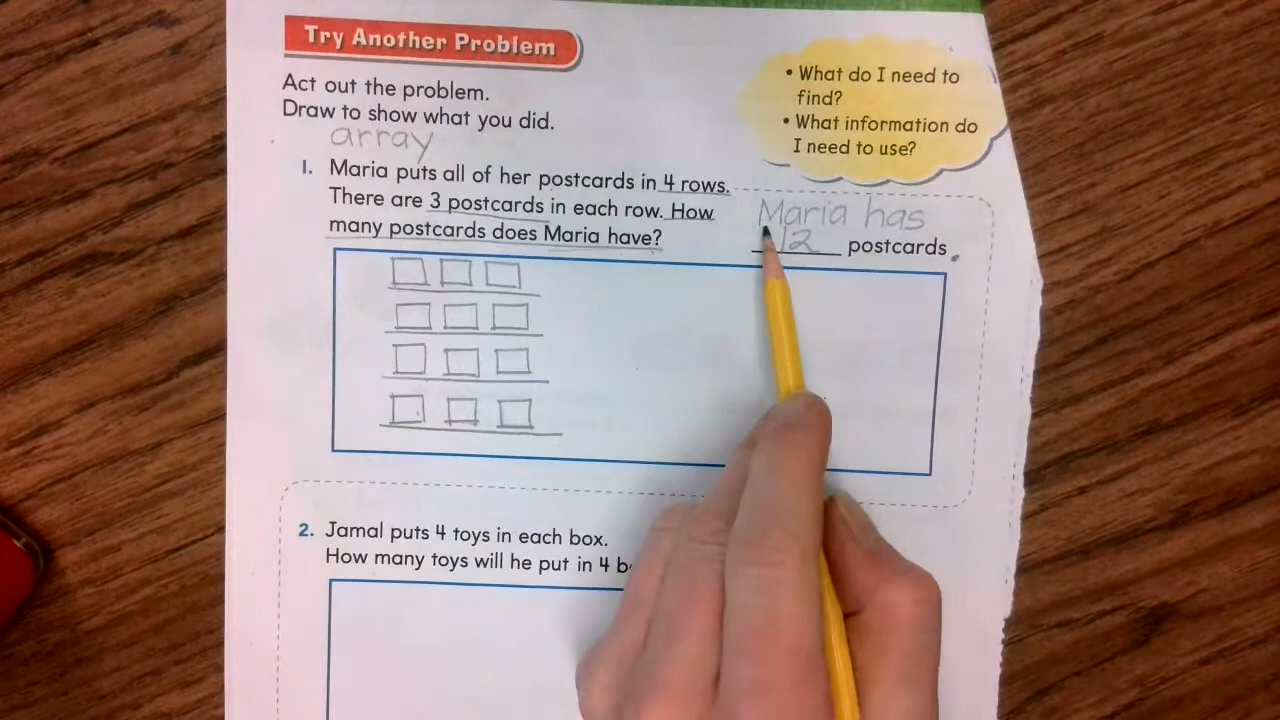 Try Another Problem
Act out the problem.
Draw to show what you did.
array
• What do I need to
find?
• What information do
I need to use?
1. Maria puts all of her postcards in 4 rows.
There are 3 postcards in each row. How
many postcards does Maria have?
Maria has
12 postcards.
2. Jamal puts 4 toys in each box.
How many toys will he put in 4